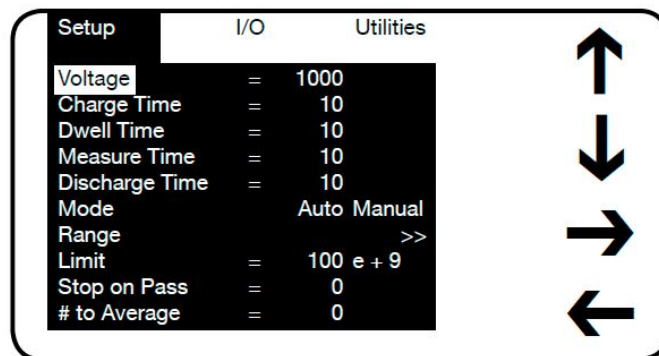 Setup I/O Utilities
Voltage = 1000
Charge Time = 10
Dwell Time = 10
Measure Time = 10
Discharge Time = 10
Mode Auto Manual
Range >>
Limit = 100 e + 9
Stop on Pass = 0
# to Average = 0